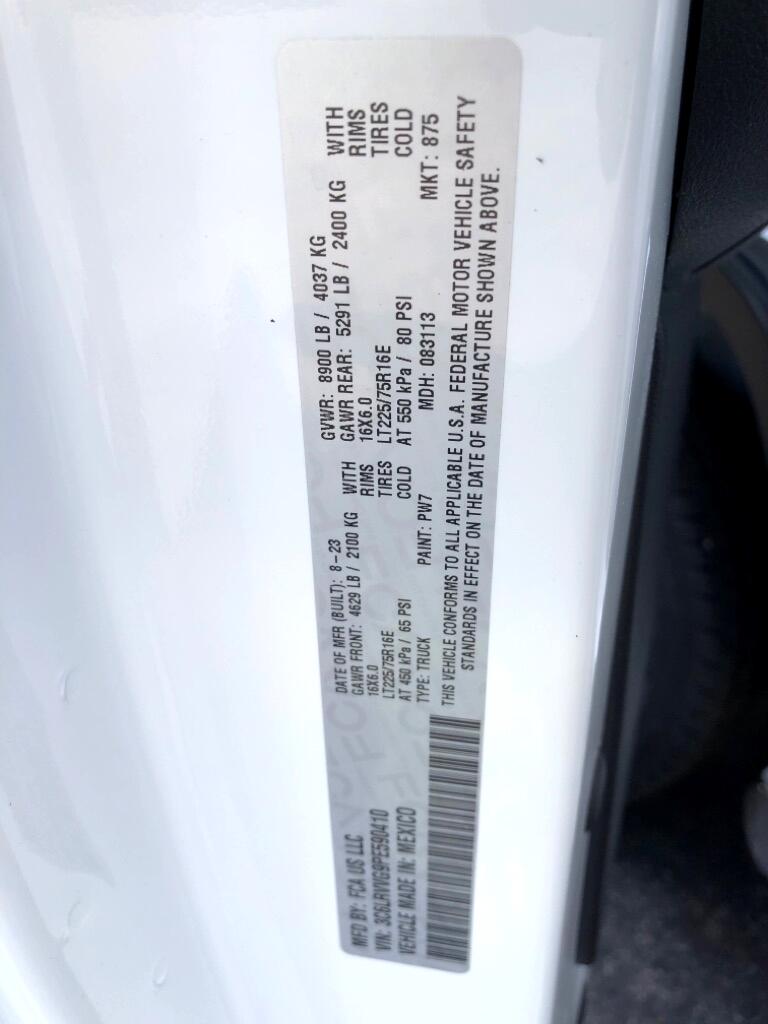 MFD BY: FCA US LLC
VIN: 3C6LRVVG9PE590410
VEHICLE MADE IN: MEXICO
DATE OF MFR (BUILT): 8-23
GAWR FRONT: 4629 LB / 2100 KG WITH
16X6.0 RIMS
LT225/75R16E TIRES
AT 450 kPa / 65 PSI COLD
TYPE: TRUCK PAINT: PW7
GVWR: 8900 LB / 4037 KG
GAWR REAR: 5291 LB / 2400 KG WITH
16X6.0 RIMS
LT225/75R16E TIRES
AT 550 kPa / 80 PSI COLD
MDH: 083113 MKT: 875
THIS VEHICLE CONFORMS TO ALL APPLICABLE U.S.A. FEDERAL MOTOR VEHICLE SAFETY
STANDARDS IN EFFECT ON THE DATE OF MANUFACTURE SHOWN ABOVE.